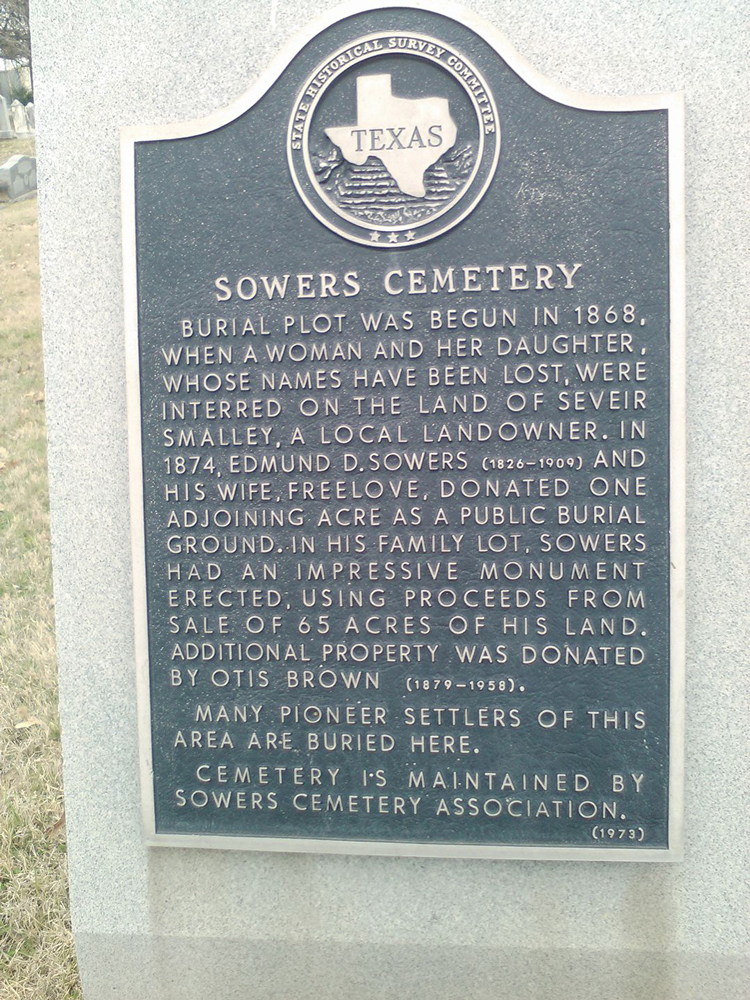 STATE HISTORICAL SURVEY COMMITTEE
TEXAS
SOWERS CEMETERY
BURIAL PLOT WAS BEGUN IN 1868,
WHEN A WOMAN AND HER DAUGHTER,
WHOSE NAMES HAVE BEEN LOST, WERE
INTERRED ON THE LAND OF SEVEIR
SMALLEY, A LOCAL LANDOWNER. IN
1874, EDMUND D. SOWERS (1826-1909) AND
HIS WIFE, FREELOVE, DONATED ONE
ADJOINING ACRE AS A PUBLIC BURIAL
GROUND. IN HIS FAMILY LOT, SOWERS
HAD AN IMPRESSIVE MONUMENT
ERECTED, USING PROCEEDS FROM
SALE OF 65 ACRES OF HIS LAND.
ADDITIONAL PROPERTY WAS DONATED
BY OTIS BROWN (1879-1958).
MANY PIONEER SETTLERS OF THIS
AREA ARE BURIED HERE.
CEMETERY IS MAINTAINED BY
SOWERS CEMETERY ASSOCIATION.
(1973)